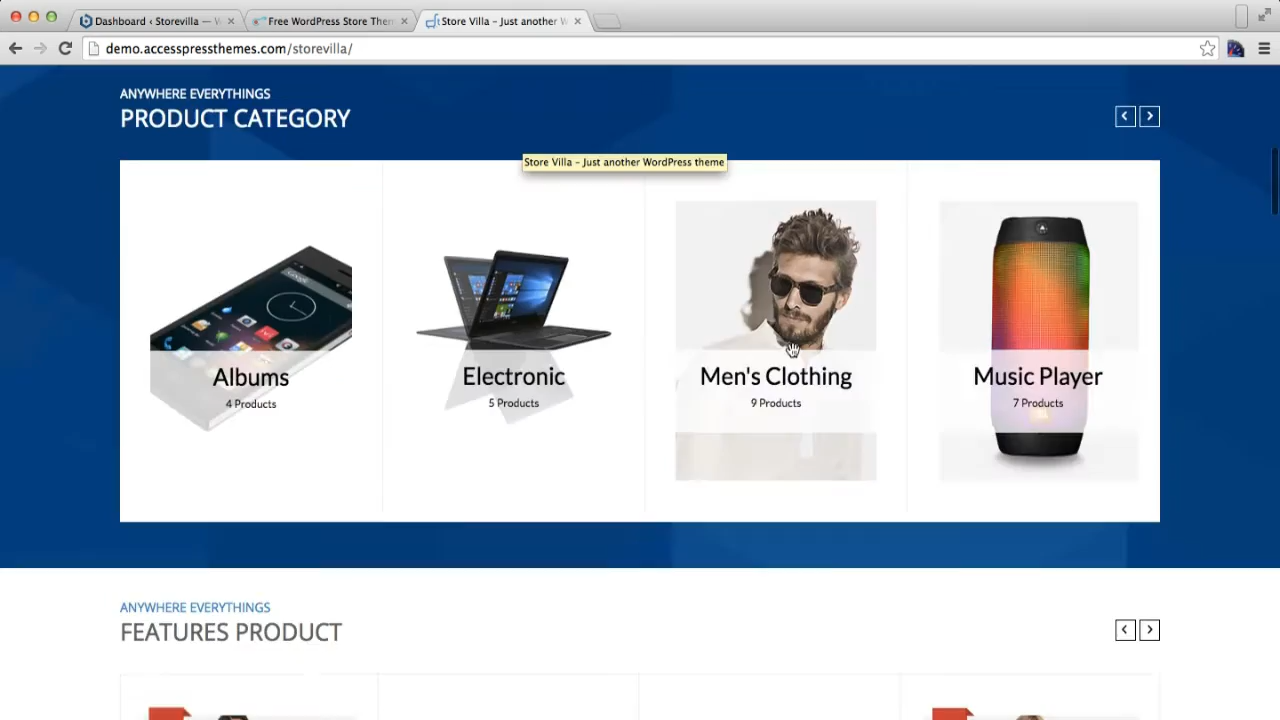 Dashboard ‹ Storevilla — W
Free WordPress Store Them
Store Villa – Just another W
demo.accesspressthemes.com/storevilla/
ANYWHERE EVERYTHINGS
PRODUCT CATEGORY
Store Villa – Just another WordPress theme
Albums
4 Products
Electronic
5 Products
Men's Clothing
9 Products
Music Player
7 Products
ANYWHERE EVERYTHINGS
FEATURES PRODUCT